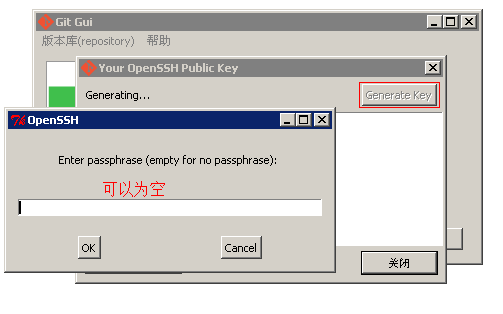 Git Gui
版本库(repository) 帮助
Your OpenSSH Public Key
Generating...
Generate Key
OpenSSH
Enter passphrase (empty for no passphrase):
可以为空
OK
Cancel
关闭